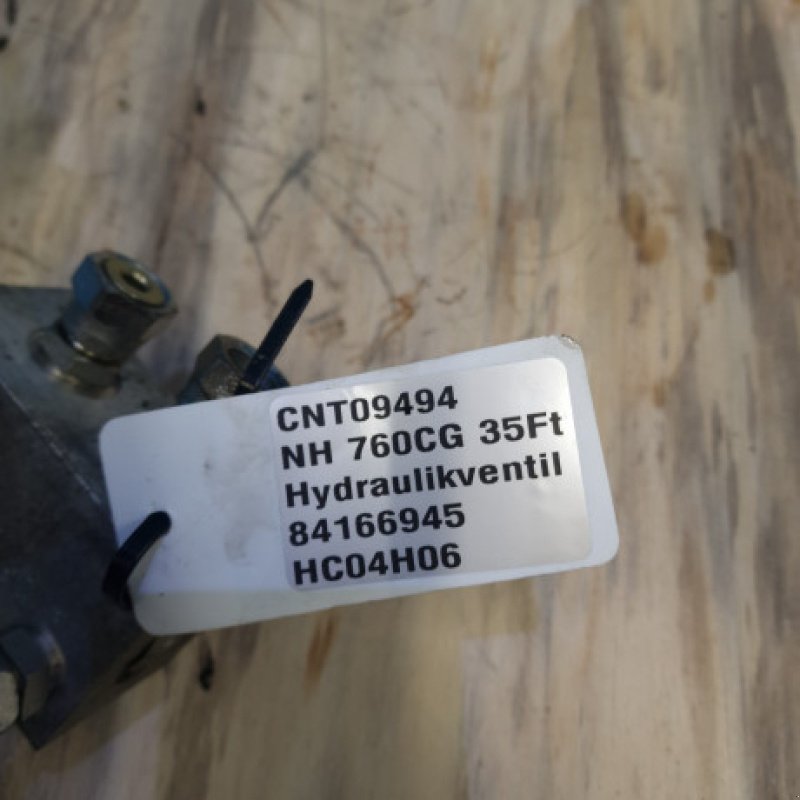 CNT09494
NH 760CG 35Ft
Hydraulikventil
84166945
HC04H06